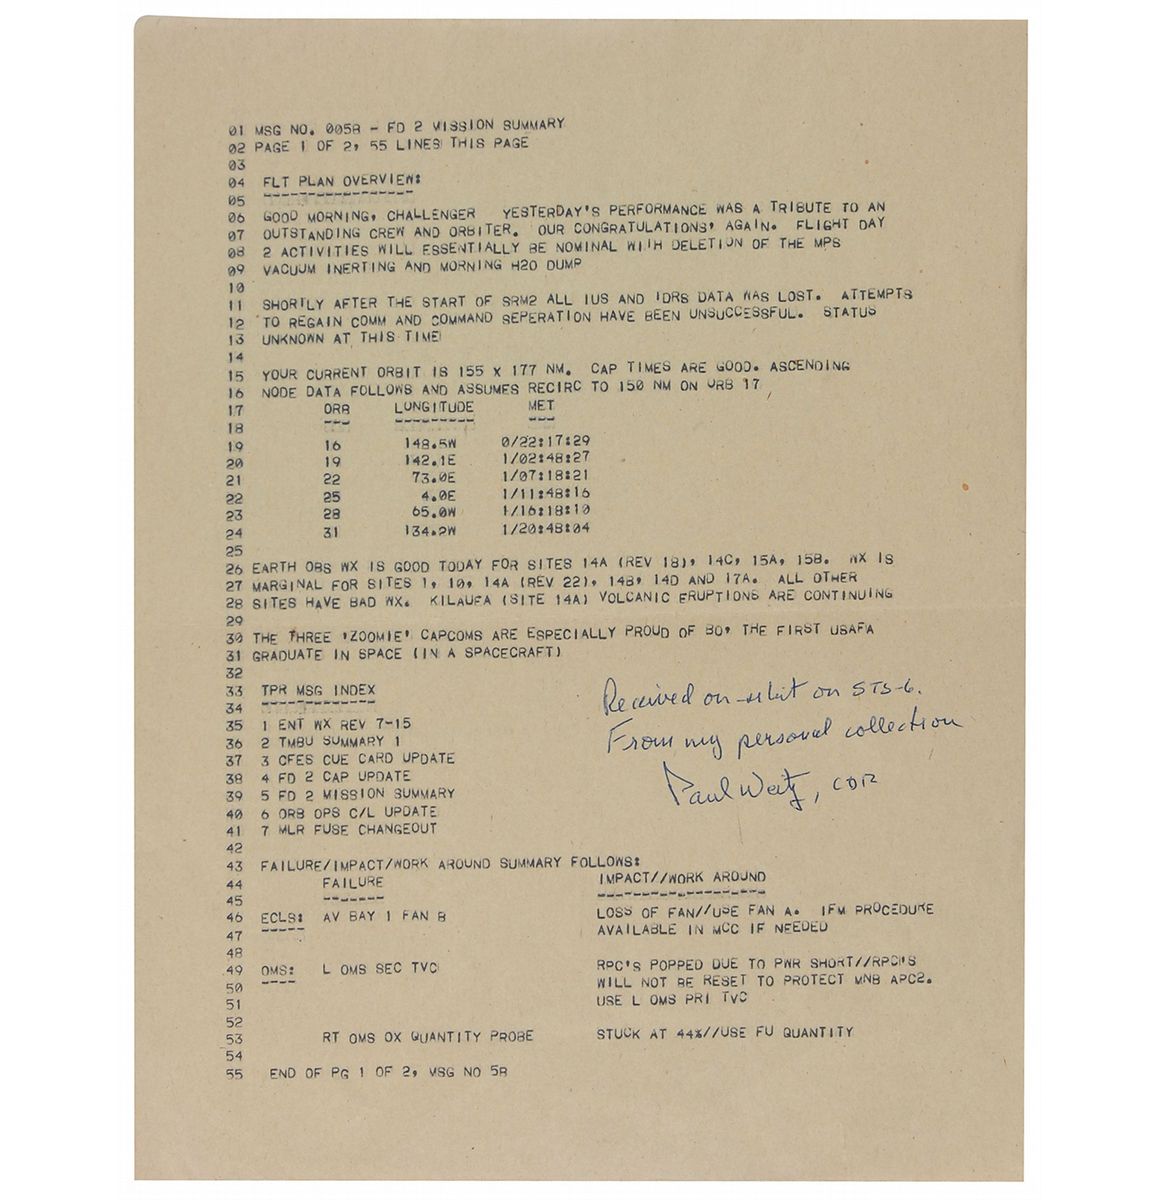 01 MSG NO. 005B - FD 2 MISSION SUMMARY
02 PAGE 1 OF 2, 55 LINES THIS PAGE
03
04 FLT PLAN OVERVIEW:
05 -----------------
06 GOOD MORNING, CHALLENGER YESTERDAY'S PERFORMANCE WAS A TRIBUTE TO AN
07 OUTSTANDING CREW AND ORBITER. OUR CONGRATULATIONS, AGAIN. FLIGHT DAY
08 2 ACTIVITIES WILL ESSENTIALLY BE NOMINAL WITH DELETION OF THE MPS
09 VACUUM INERTING AND MORNING H2O DUMP
10
11 SHORTLY AFTER THE START OF SRM2 ALL IUS AND TDRS DATA WAS LOST. ATTEMPTS
12 TO REGAIN COMM AND COMMAND SEPERATION HAVE BEEN UNSUCCESSFUL. STATUS
13 UNKNOWN AT THIS TIME
14
15 YOUR CURRENT ORBIT IS 155 X 177 NM. CAP TIMES ARE GOOD. ASCENDING
16 NODE DATA FOLLOWS AND ASSUMES RECIRC TO 150 NM ON ORB 17
17 ORB LONGITUDE MET
18 --- --------- ---
19 16 148.5W 0/22:17:29
20 19 142.1E 1/02:48:27
21 22 73.0E 1/07:18:21
22 25 4.0E 1/11:48:16
23 28 65.0W 1/16:18:10
24 31 134.2W 1/20:48:04
25
26 EARTH OBS WX IS GOOD TODAY FOR SITES 14A (REV 18), 14C, 15A, 15B. WX IS
27 MARGINAL FOR SITES 1, 10, 14A (REV 22), 14B, 14D AND 17A. ALL OTHER
28 SITES HAVE BAD WX. KILAUEA (SITE 14A) VOLCANIC ERUPTIONS ARE CONTINUING
29
30 THE THREE 'ZOOMIE' CAPCOMS ARE ESPECIALLY PROUD OF BO, THE FIRST USAFA
31 GRADUATE IN SPACE (IN A SPACECRAFT)
32
33 TPR MSG INDEX
34 -------------
35 1 ENT WX REV 7-15
36 2 TMBU SUMMARY 1
37 3 CFES CUE CARD UPDATE
38 4 FD 2 CAP UPDATE
39 5 FD 2 MISSION SUMMARY
40 6 ORB OPS C/L UPDATE
41 7 MLR FUSE CHANGEOUT
Received on-orbit on STS-6.
From my personal collection
Paul Weitz, CDR
42
43 FAILURE/IMPACT/WORK AROUND SUMMARY FOLLOWS:
44 FAILURE IMPACT//WORK AROUND
45 ------- -------------------
46 ECLS: AV BAY 1 FAN B LOSS OF FAN//USE FAN A. IFM PROCEDURE
47 ----- AVAILABLE IN MCC IF NEEDED
48
49 OMS: L OMS SEC TVC RPC'S POPPED DUE TO PWR SHORT//RPC'S
50 ---- WILL NOT BE RESET TO PROTECT MNB APC2.
51 USE L OMS PRI TVC
52
53 RT OMS OX QUANTITY PROBE STUCK AT 44%//USE FU QUANTITY
54
55 END OF PG 1 OF 2, MSG NO 5B